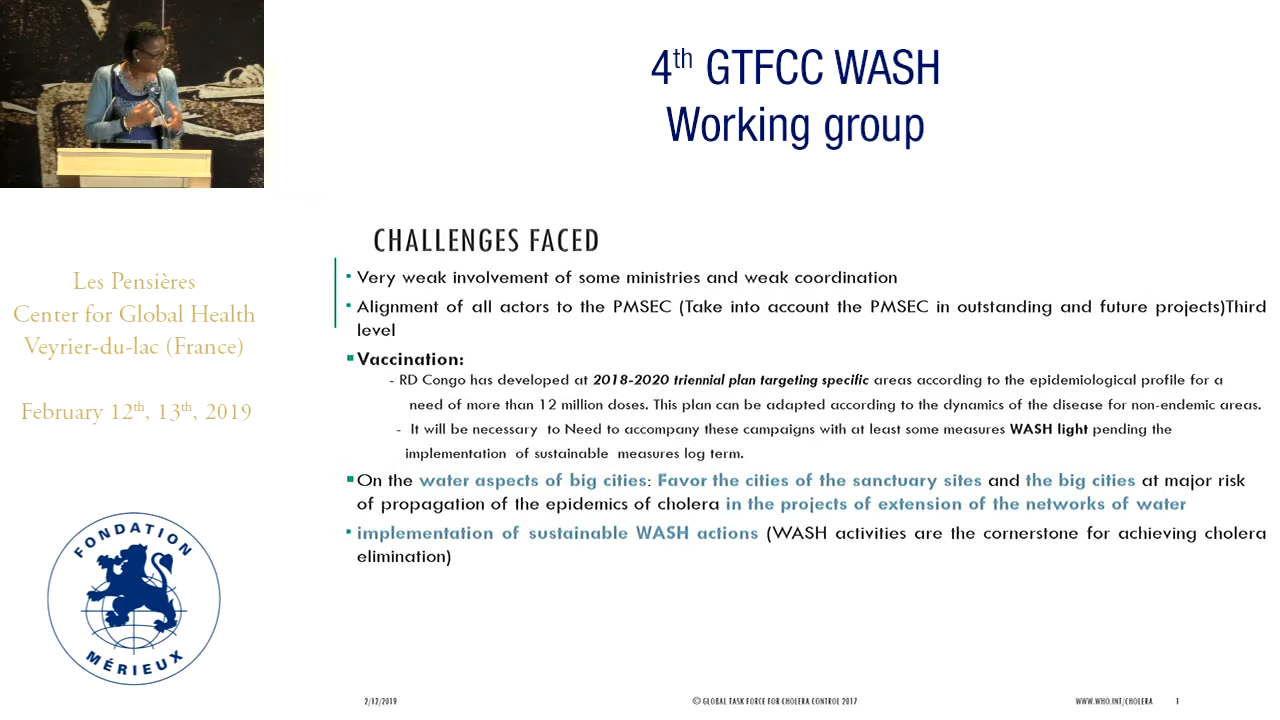 4th GTFCC WASH
Working group
Les Pensières
Center for Global Health
Veyrier-du-lac (France)
February 12th, 13th, 2019
FONDATION
MÉRIEUX
CHALLENGES FACED
▪ Very weak involvement of some ministries and weak coordination
▪ Alignment of all actors to the PMSEC (Take into account the PMSEC in outstanding and future projects)Third
level
▪ Vaccination:
- RD Congo has developed at 2018-2020 triennial plan targeting specific areas according to the epidemiological profile for a
need of more than 12 million doses. This plan can be adapted according to the dynamics of the disease for non-endemic areas.
- It will be necessary to Need to accompany these campaigns with at least some measures WASH light pending the
implementation of sustainable measures log term.
▪ On the water aspects of big cities: Favor the cities of the sanctuary sites and the big cities at major risk
of propagation of the epidemics of cholera in the projects of extension of the networks of water
▪ implementation of sustainable WASH actions (WASH activities are the cornerstone for achieving cholera
elimination)
2/12/2019
© GLOBAL TASK FORCE FOR CHOLERA CONTROL 2017
WWW.WHO.INT/CHOLERA
1